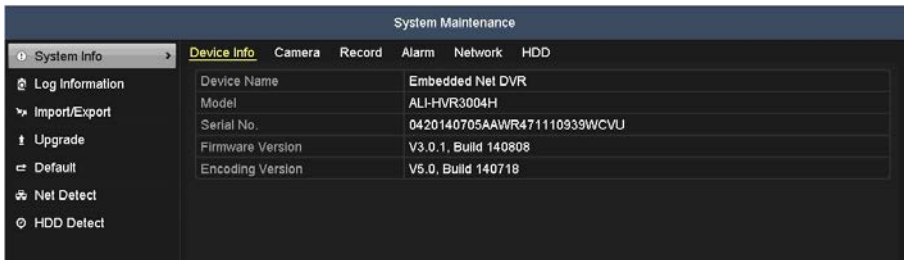 System Maintenance
System Info
Log Information
Import/Export
Upgrade
Default
Net Detect
HDD Detect
Device Info Camera Record Alarm Network HDD
Device Name Embedded Net DVR
Model ALI-HVR3004H
Serial No. 0420140705AAWR471110939WCVU
Firmware Version V3.0.1, Build 140808
Encoding Version V5.0, Build 140718